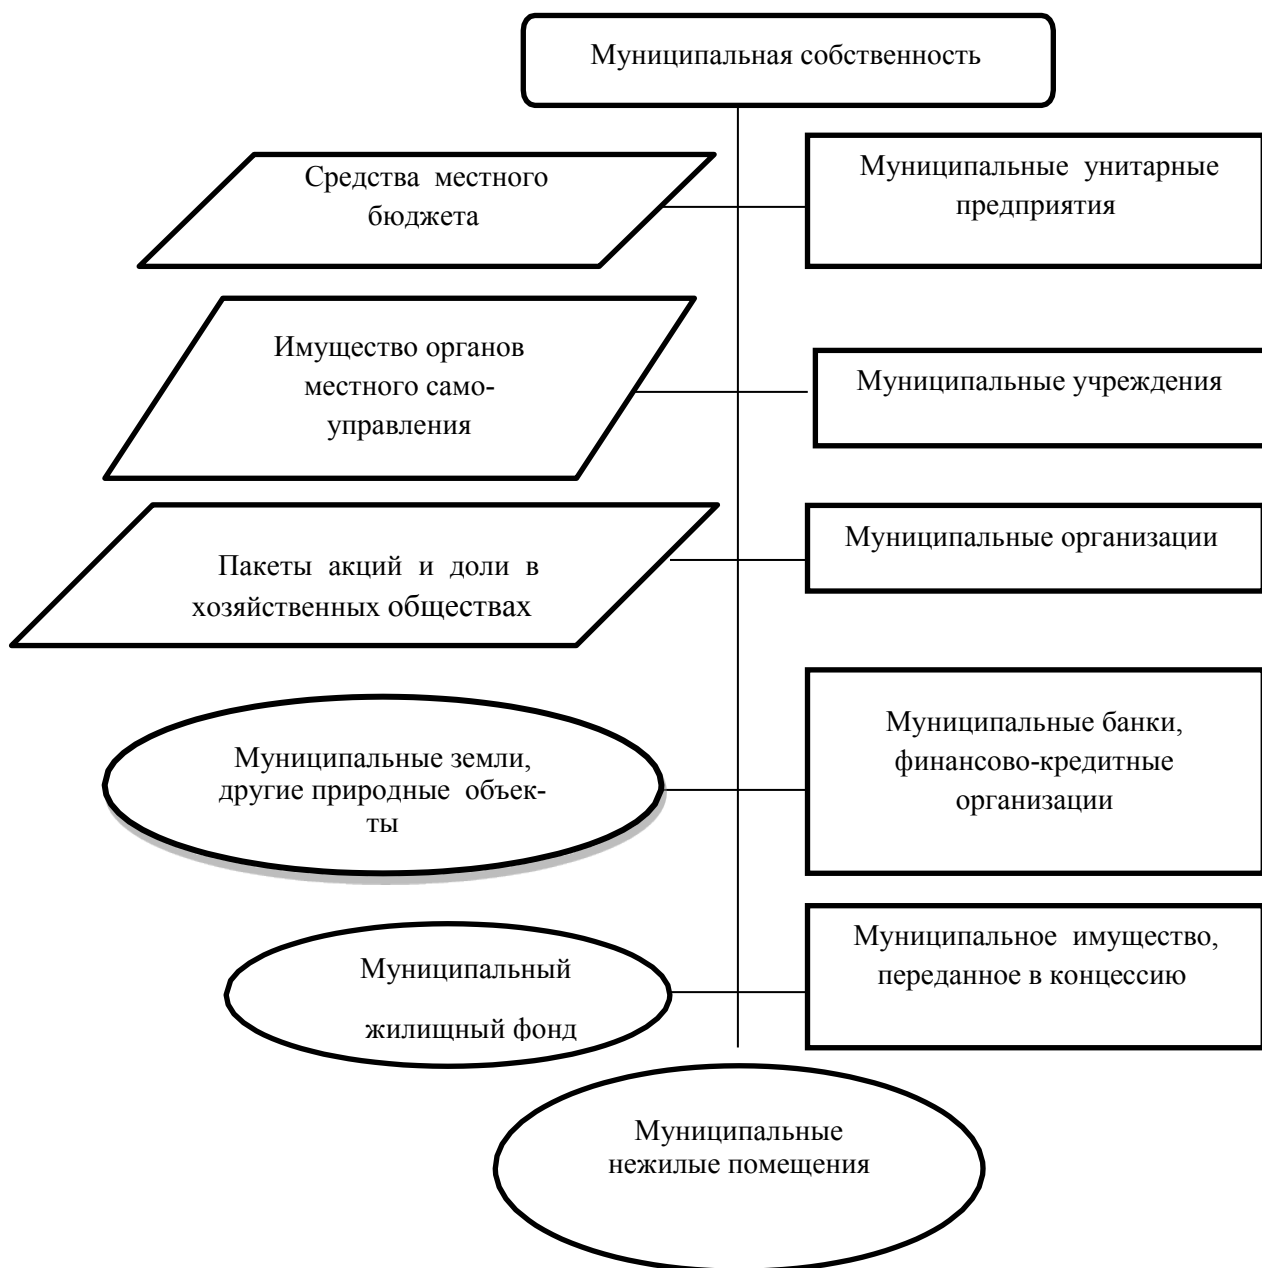 Муниципальная собственность
Средства местного
бюджета
Муниципальные унитарные
предприятия
Имущество органов
местного само-
управления
Муниципальные учреждения
Пакеты акций и доли в
хозяйственных обществах
Муниципальные организации
Муниципальные земли,
другие природные объек-
ты
Муниципальные банки,
финансово-кредитные
организации
Муниципальный
жилищный фонд
Муниципальное имущество,
переданное в концессию
Муниципальные
нежилые помещения